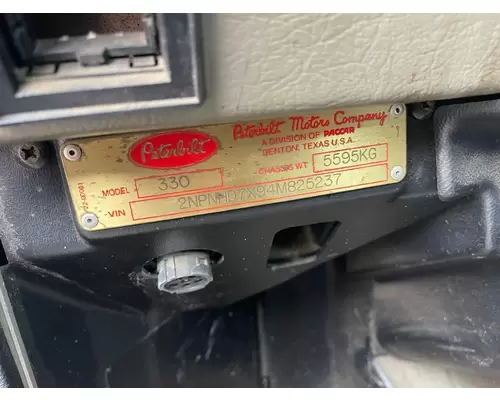 Peterbilt
Peterbilt Motors Company
A DIVISION OF PACCAR
DENTON, TEXAS U.S.A.
MODEL 330 CHASSIS WT. 5595KG
VIN 2NPNHD7X94M825237